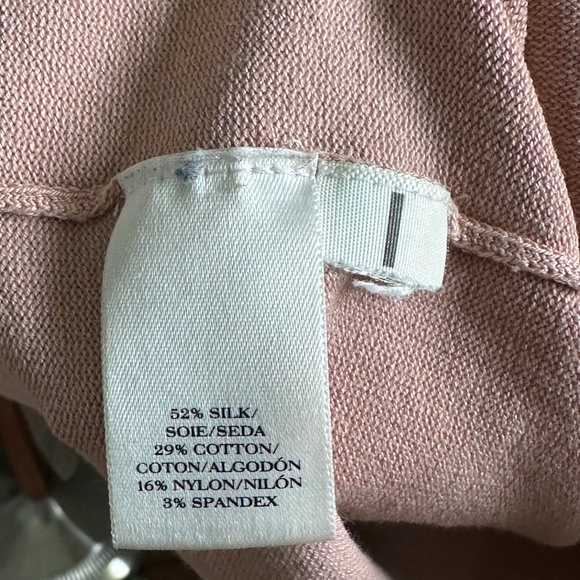 52% SILK/
SOIE/SEDA
29% COTTON/
COTON/ALGODÓN
16% NYLON/NILÓN
3% SPANDEX